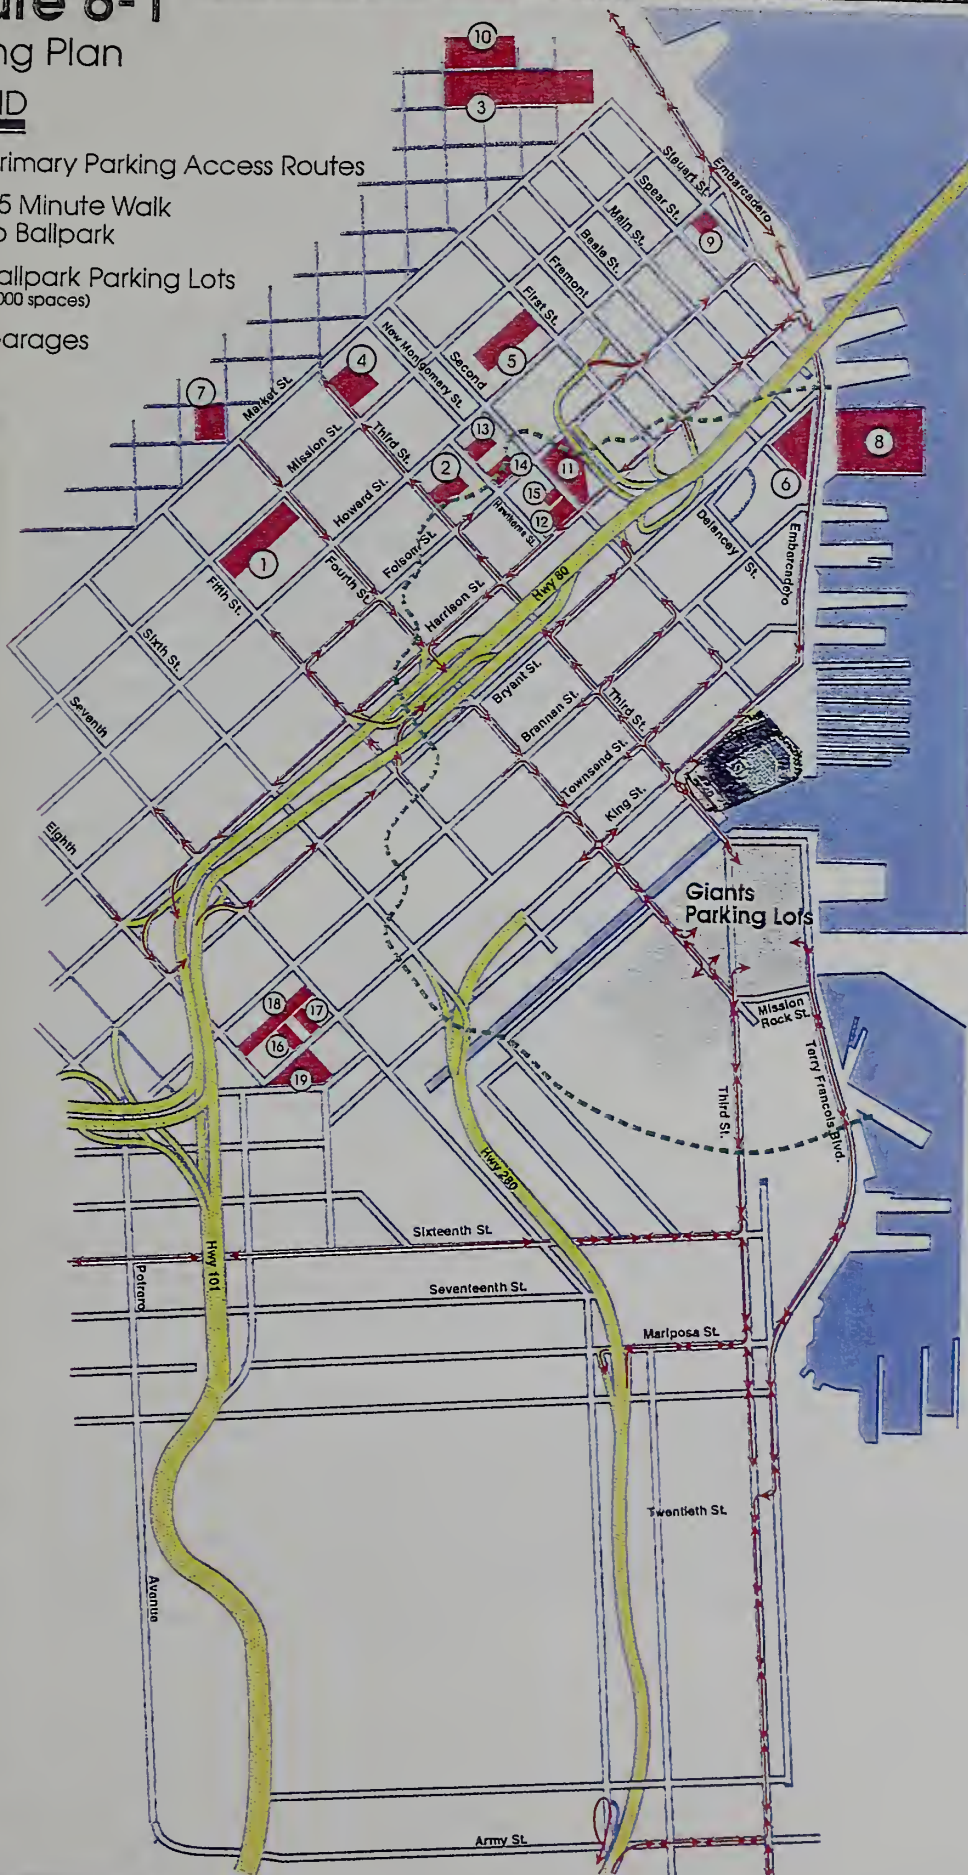 ng Plan
ND
rimary Parking Access Routes
5 Minute Walk
o Ballpark
allpark Parking Lots
000 spaces)
arages
10
3
Steuart St.
Embarcadero
Spear St.
9
Main St.
Beale St.
Fremont
First St.
5
Second
New Montgomery St.
4
7
Market St.
Mission St.
Third St.
13
14
11
2
15
12
Hawthorne St.
8
6
Howard St.
Folsom St.
1
Fourth St.
Fifth St.
Harrison St.
Hwy 80
Delancey St.
Embarcadero
Sixth St.
Seventh
Bryant St.
Brannan St.
Third St.
Townsend St.
King St.
Eighth
Giants
Parking Lots
18
17
16
19
Mission
Rock St.
Terry Francois Blvd.
Third St.
Hwy 280
Sixteenth St.
Hwy 101
Potrero
Seventeenth St.
Mariposa St.
Twentieth St.
Avenue
Army St.